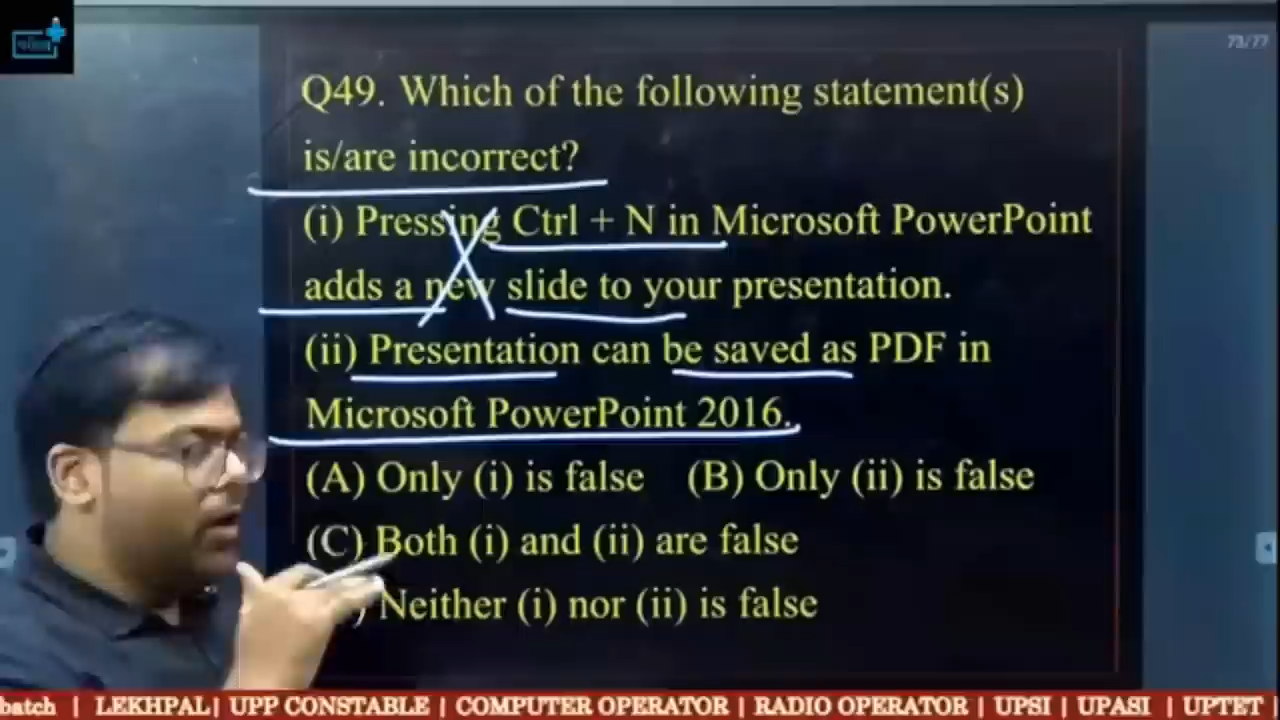 73/77
Q49. Which of the following statement(s)
is/are incorrect?
(i) Pressing Ctrl + N in Microsoft PowerPoint
adds a new slide to your presentation.
(ii) Presentation can be saved as PDF in
Microsoft PowerPoint 2016.
(A) Only (i) is false (B) Only (ii) is false
(C) Both (i) and (ii) are false
Neither (i) nor (ii) is false
batch | LEKHPAL | UPP CONSTABLE | COMPUTER OPERATOR | RADIO OPERATOR | UPSI | UPASI | UPTET |